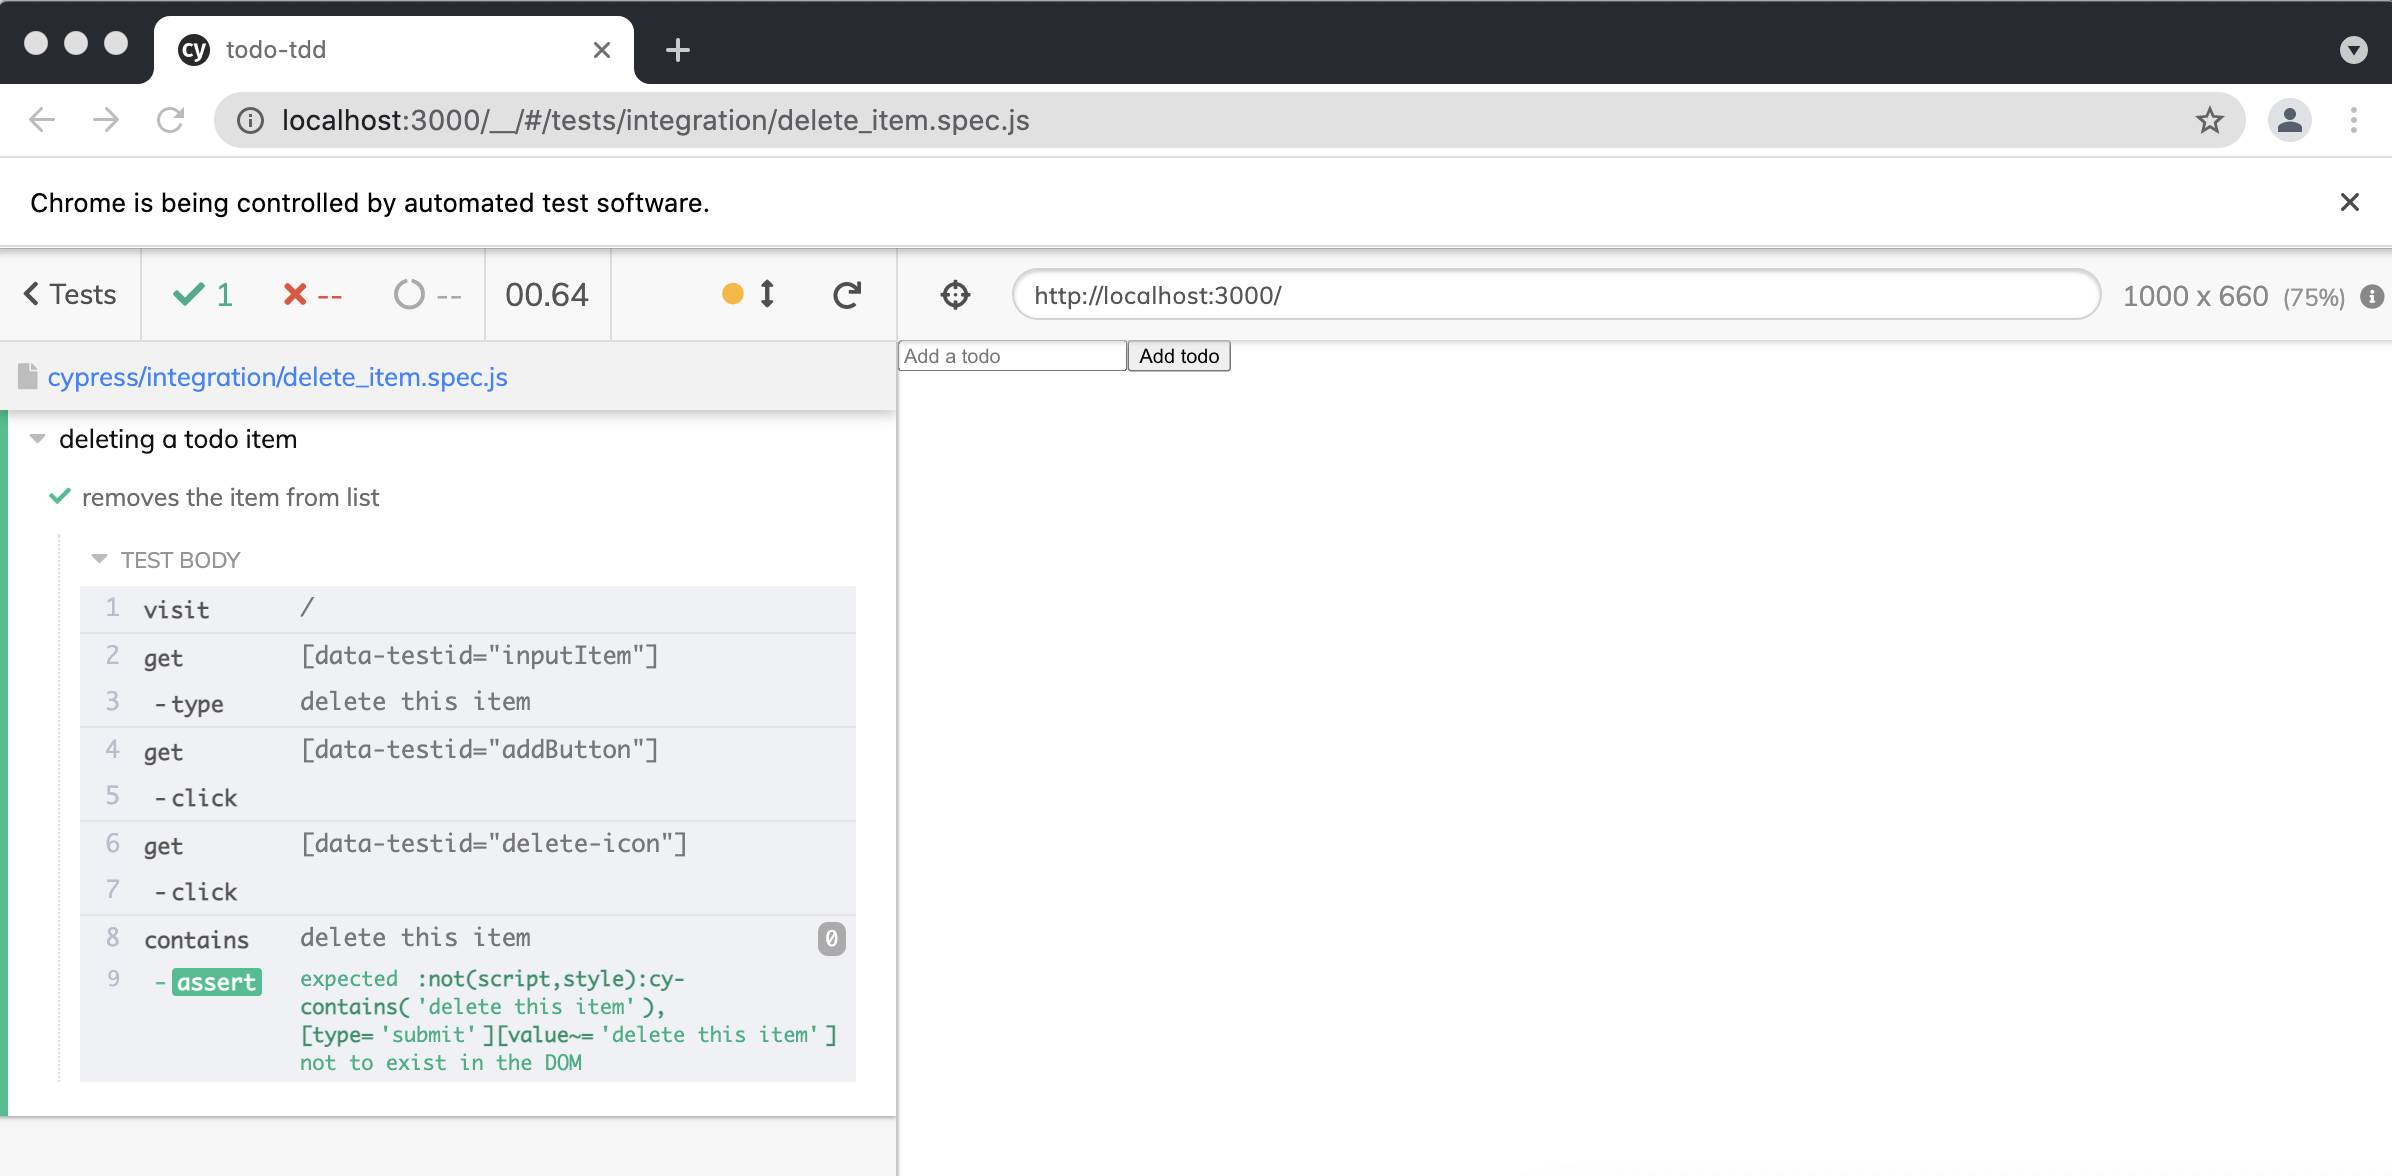 cy todo-tdd
localhost:3000/__/#/tests/integration/delete_item.spec.js
Chrome is being controlled by automated test software.
Tests 1 -- -- 00.64
http://localhost:3000/ 1000 x 660 (75%)
cypress/integration/delete_item.spec.js
Add a todo Add todo
deleting a todo item
removes the item from list
TEST BODY
1 visit /
2 get [data-testid="inputItem"]
3 -type delete this item
4 get [data-testid="addButton"]
5 -click
6 get [data-testid="delete-icon"]
7 -click
8 contains delete this item 0
9 -assert expected :not(script,style):cy-
contains('delete this item'),
[type='submit'][value~='delete this item']
not to exist in the DOM